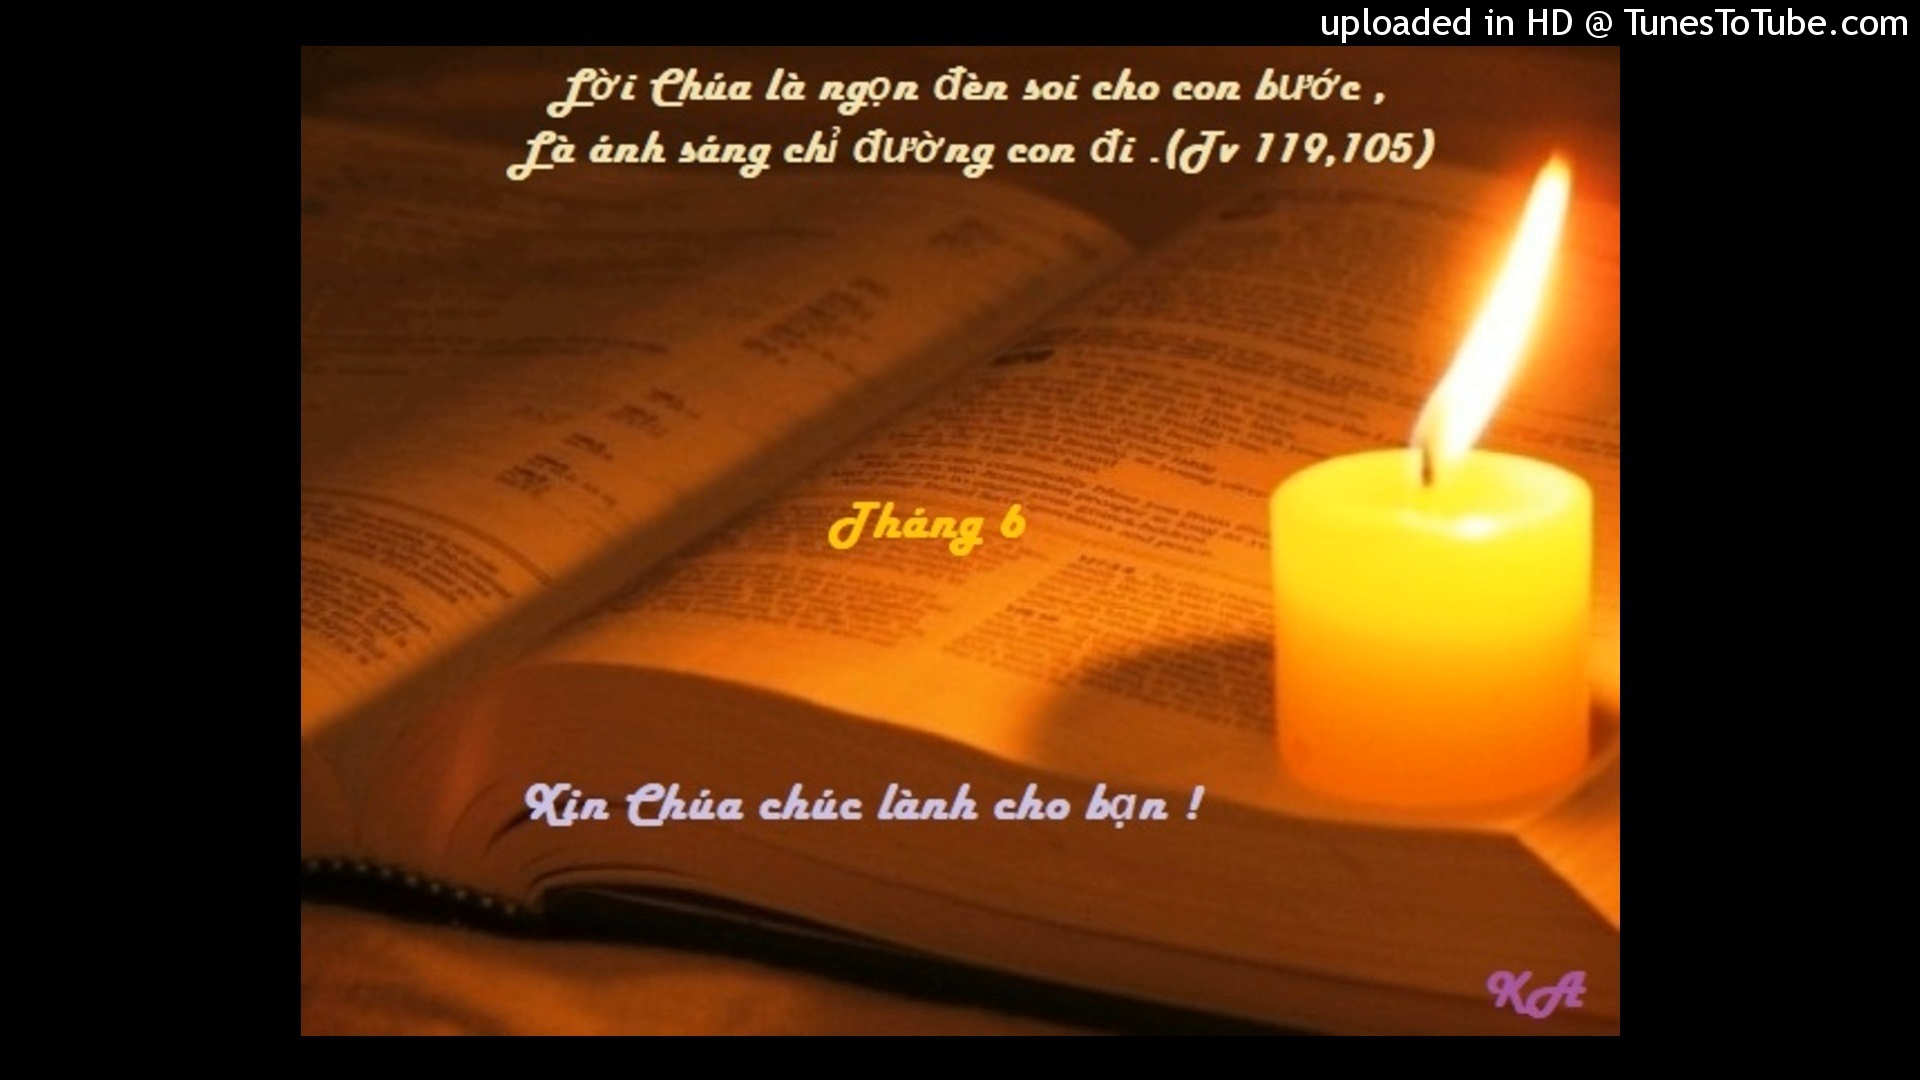 uploaded in HD @ TunesToTube.com
Lời Chúa là ngọn đèn soi cho con bước ,
Là ánh sáng chỉ đường con đi .(Tv 119,105)
Tháng 6
Xin Chúa chúc lành cho bạn !
KA